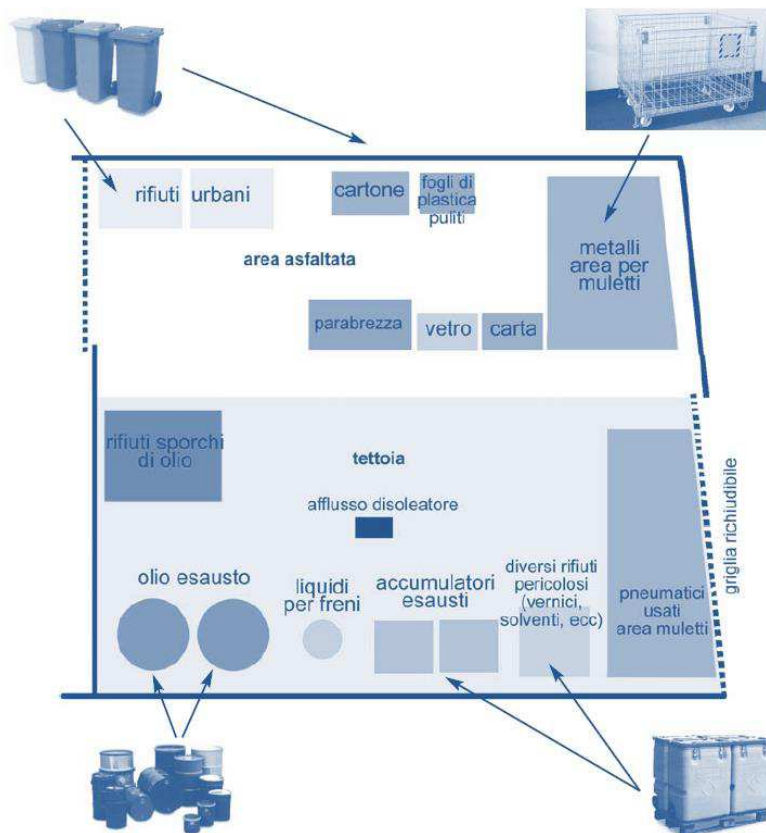 rifiuti urbani
cartone
fogli di
plastica
puliti
area asfaltata
metalli
area per
muletti
parabrezza
vetro
carta
rifiuti sporchi
di olio
tettoia
afflusso disoleatore
griglia richiudibile
olio esausto
liquidi
per freni
accumulatori
esausti
diversi rifiuti
pericolosi
(vernici,
solventi, ecc)
pneumatici
usati
area muletti